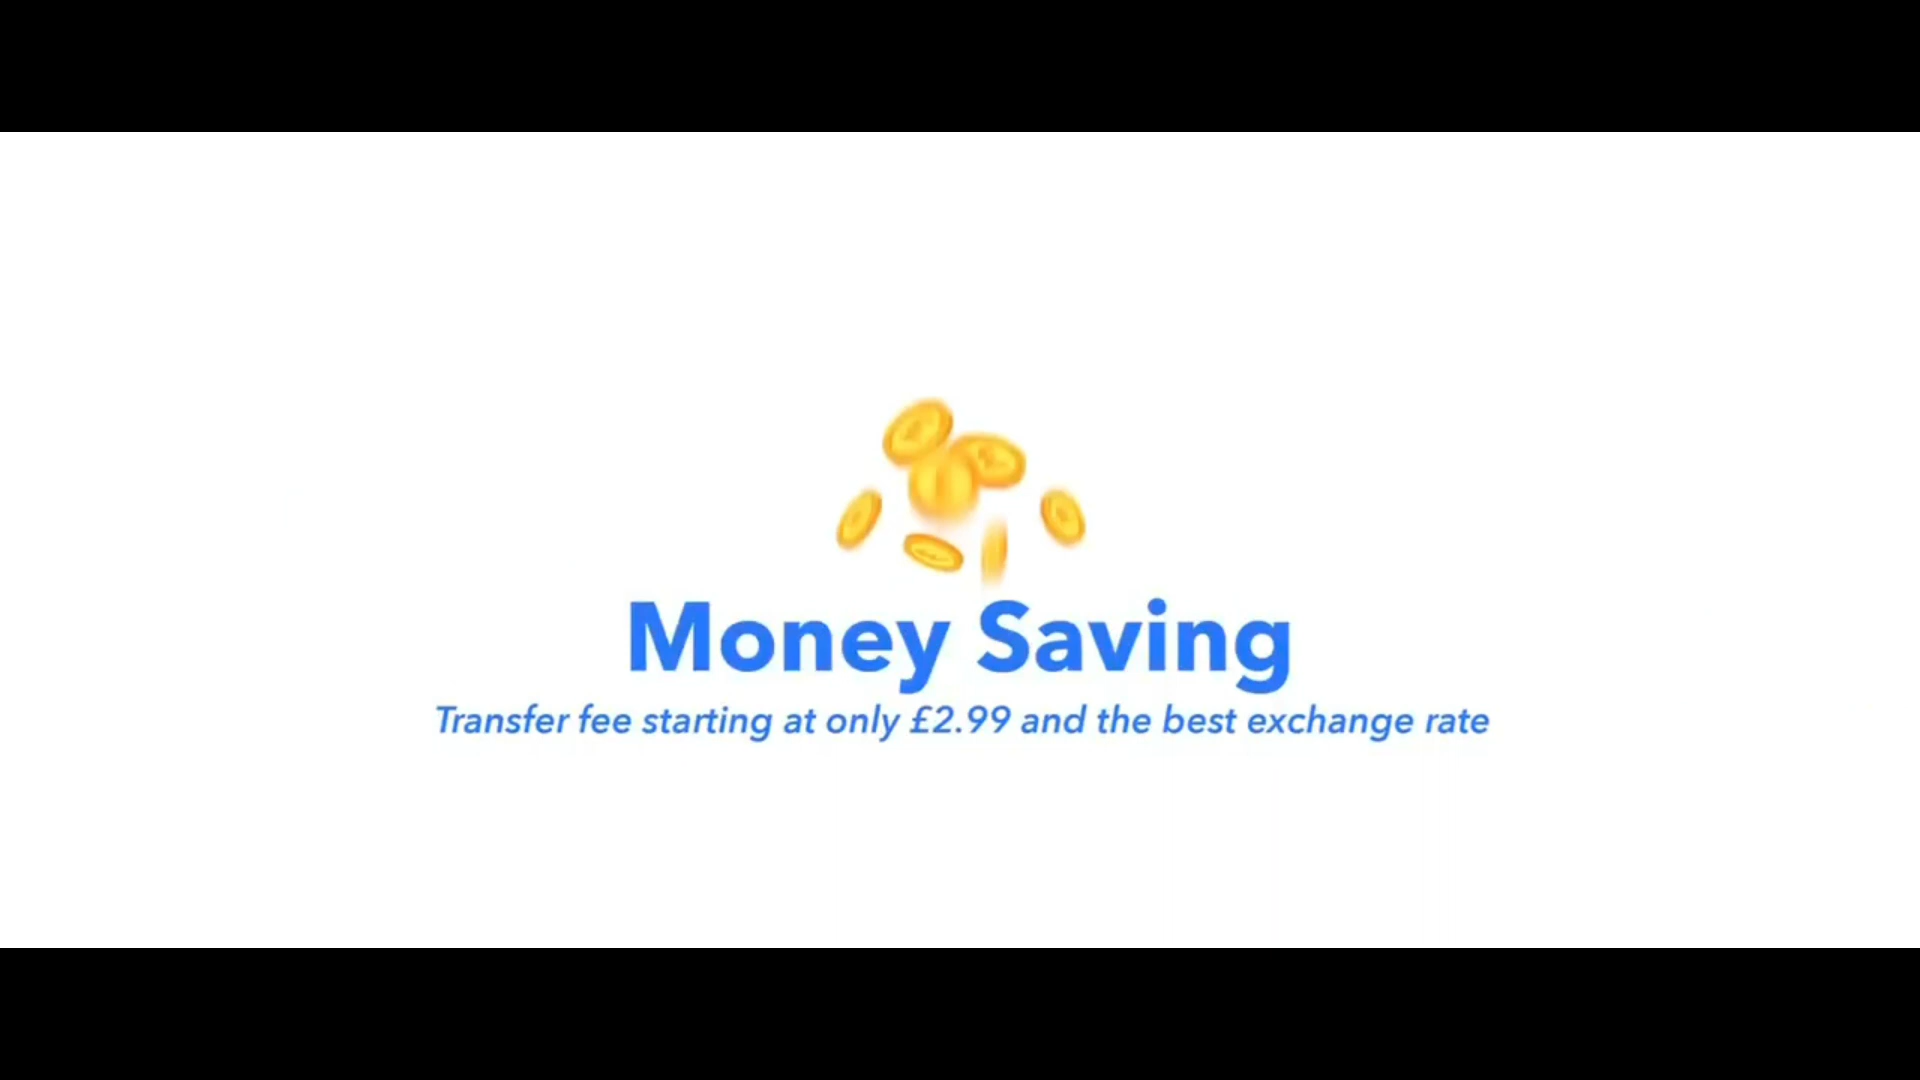 Money Saving
Transfer fee starting at only £2.99 and the best exchange rate